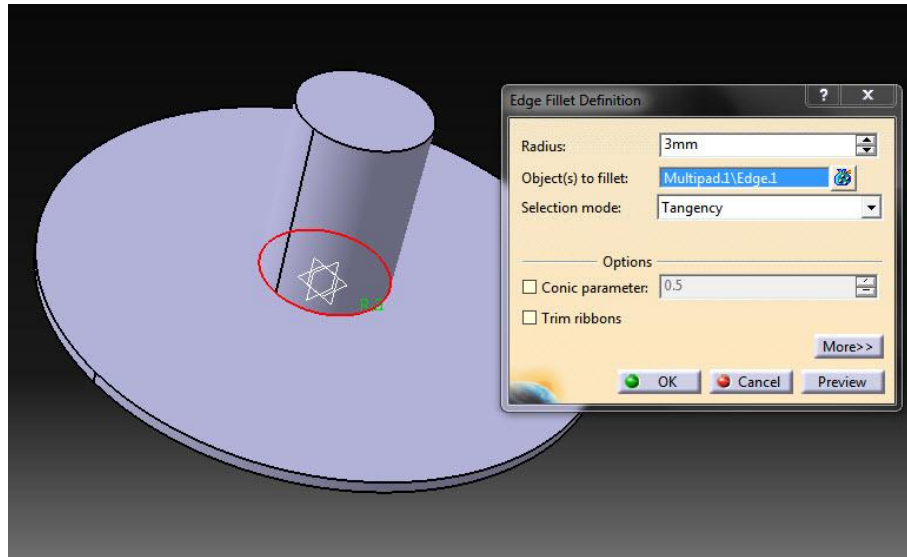 Edge Fillet Definition
? X
Radius: 3mm
Object(s) to fillet: Multipad.1\Edge.1
Selection mode: Tangency
Options
Conic parameter: 0.5
Trim ribbons
More>>
OK Cancel Preview